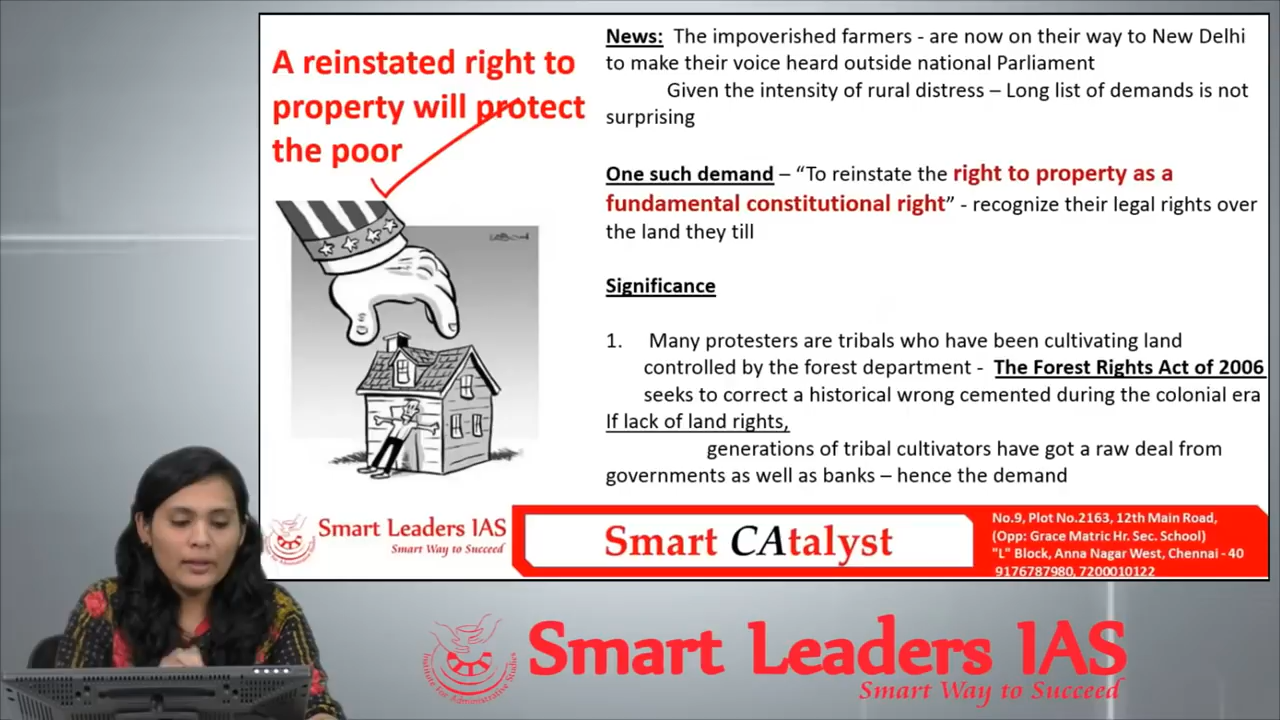 A reinstated right to
property will protect
the poor
News: The impoverished farmers - are now on their way to New Delhi
to make their voice heard outside national Parliament
Given the intensity of rural distress – Long list of demands is not
surprising
One such demand – “To reinstate the right to property as a
fundamental constitutional right” - recognize their legal rights over
the land they till
Significance
1. Many protesters are tribals who have been cultivating land
controlled by the forest department - The Forest Rights Act of 2006
seeks to correct a historical wrong cemented during the colonial era
If lack of land rights,
generations of tribal cultivators have got a raw deal from
governments as well as banks – hence the demand
Smart Leaders IAS
Smart Way to Succeed
Smart CAtalyst
No.9, Plot No.2163, 12th Main Road,
(Opp: Grace Matric Hr. Sec. School)
"L" Block, Anna Nagar West, Chennai - 40
9176787980, 7200010122
Smart Leaders IAS
Smart Way to Succeed